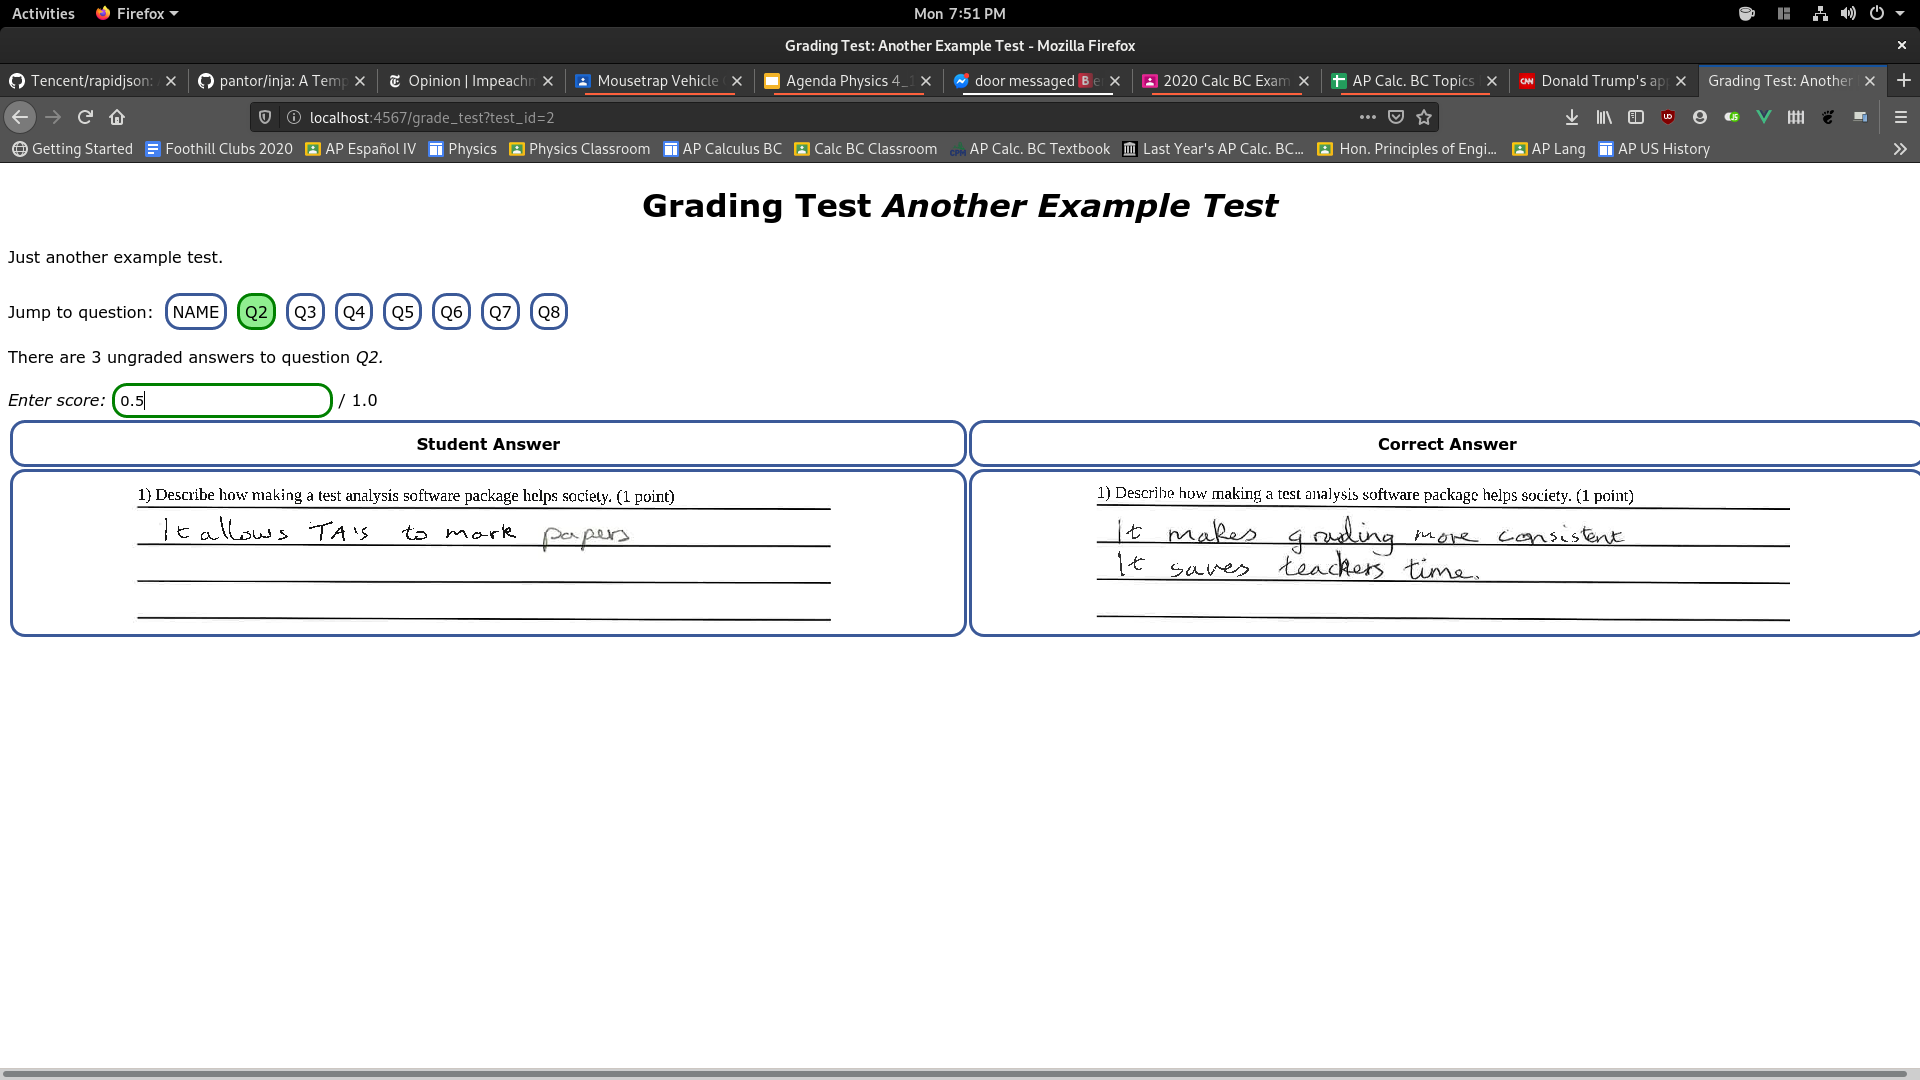 Activities Firefox Mon 7:51 PM
Grading Test: Another Example Test - Mozilla Firefox
Tencent/rapidjson: pantor/inja: A Temp Opinion | Impeachm Mousetrap Vehicle Agenda Physics 4_ door messaged 2020 Calc BC Exam AP Calc. BC Topics Donald Trump's ap Grading Test: Another
localhost:4567/grade_test?test_id=2
Getting Started Foothill Clubs 2020 AP Español IV Physics Physics Classroom AP Calculus BC Calc BC Classroom CPM AP Calc. BC Textbook Last Year's AP Calc. BC... Hon. Principles of Engi... AP Lang AP US History
Grading Test Another Example Test
Just another example test.
Jump to question: NAME Q2 Q3 Q4 Q5 Q6 Q7 Q8
There are 3 ungraded answers to question Q2.
Enter score: 0.5 / 1.0
Student Answer Correct Answer
1) Describe how making a test analysis software package helps society. (1 point)
It allows TA's to mark papers
1) Describe how making a test analysis software package helps society. (1 point)
It makes grading more consistent
It saves teachers time.